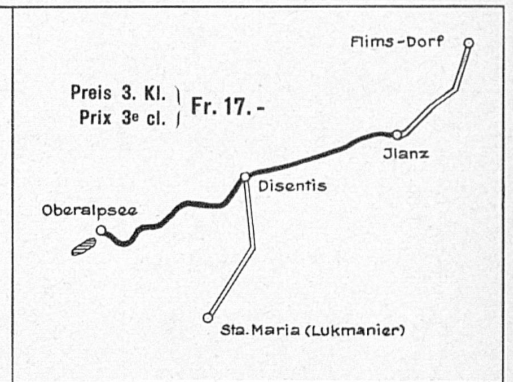 Flims-Dorf
Preis 3. Kl.
Prix 3e cl.
Fr. 17.-
Jlanz
Disentis
Oberalpsee
Sta. Maria (Lukmanier)